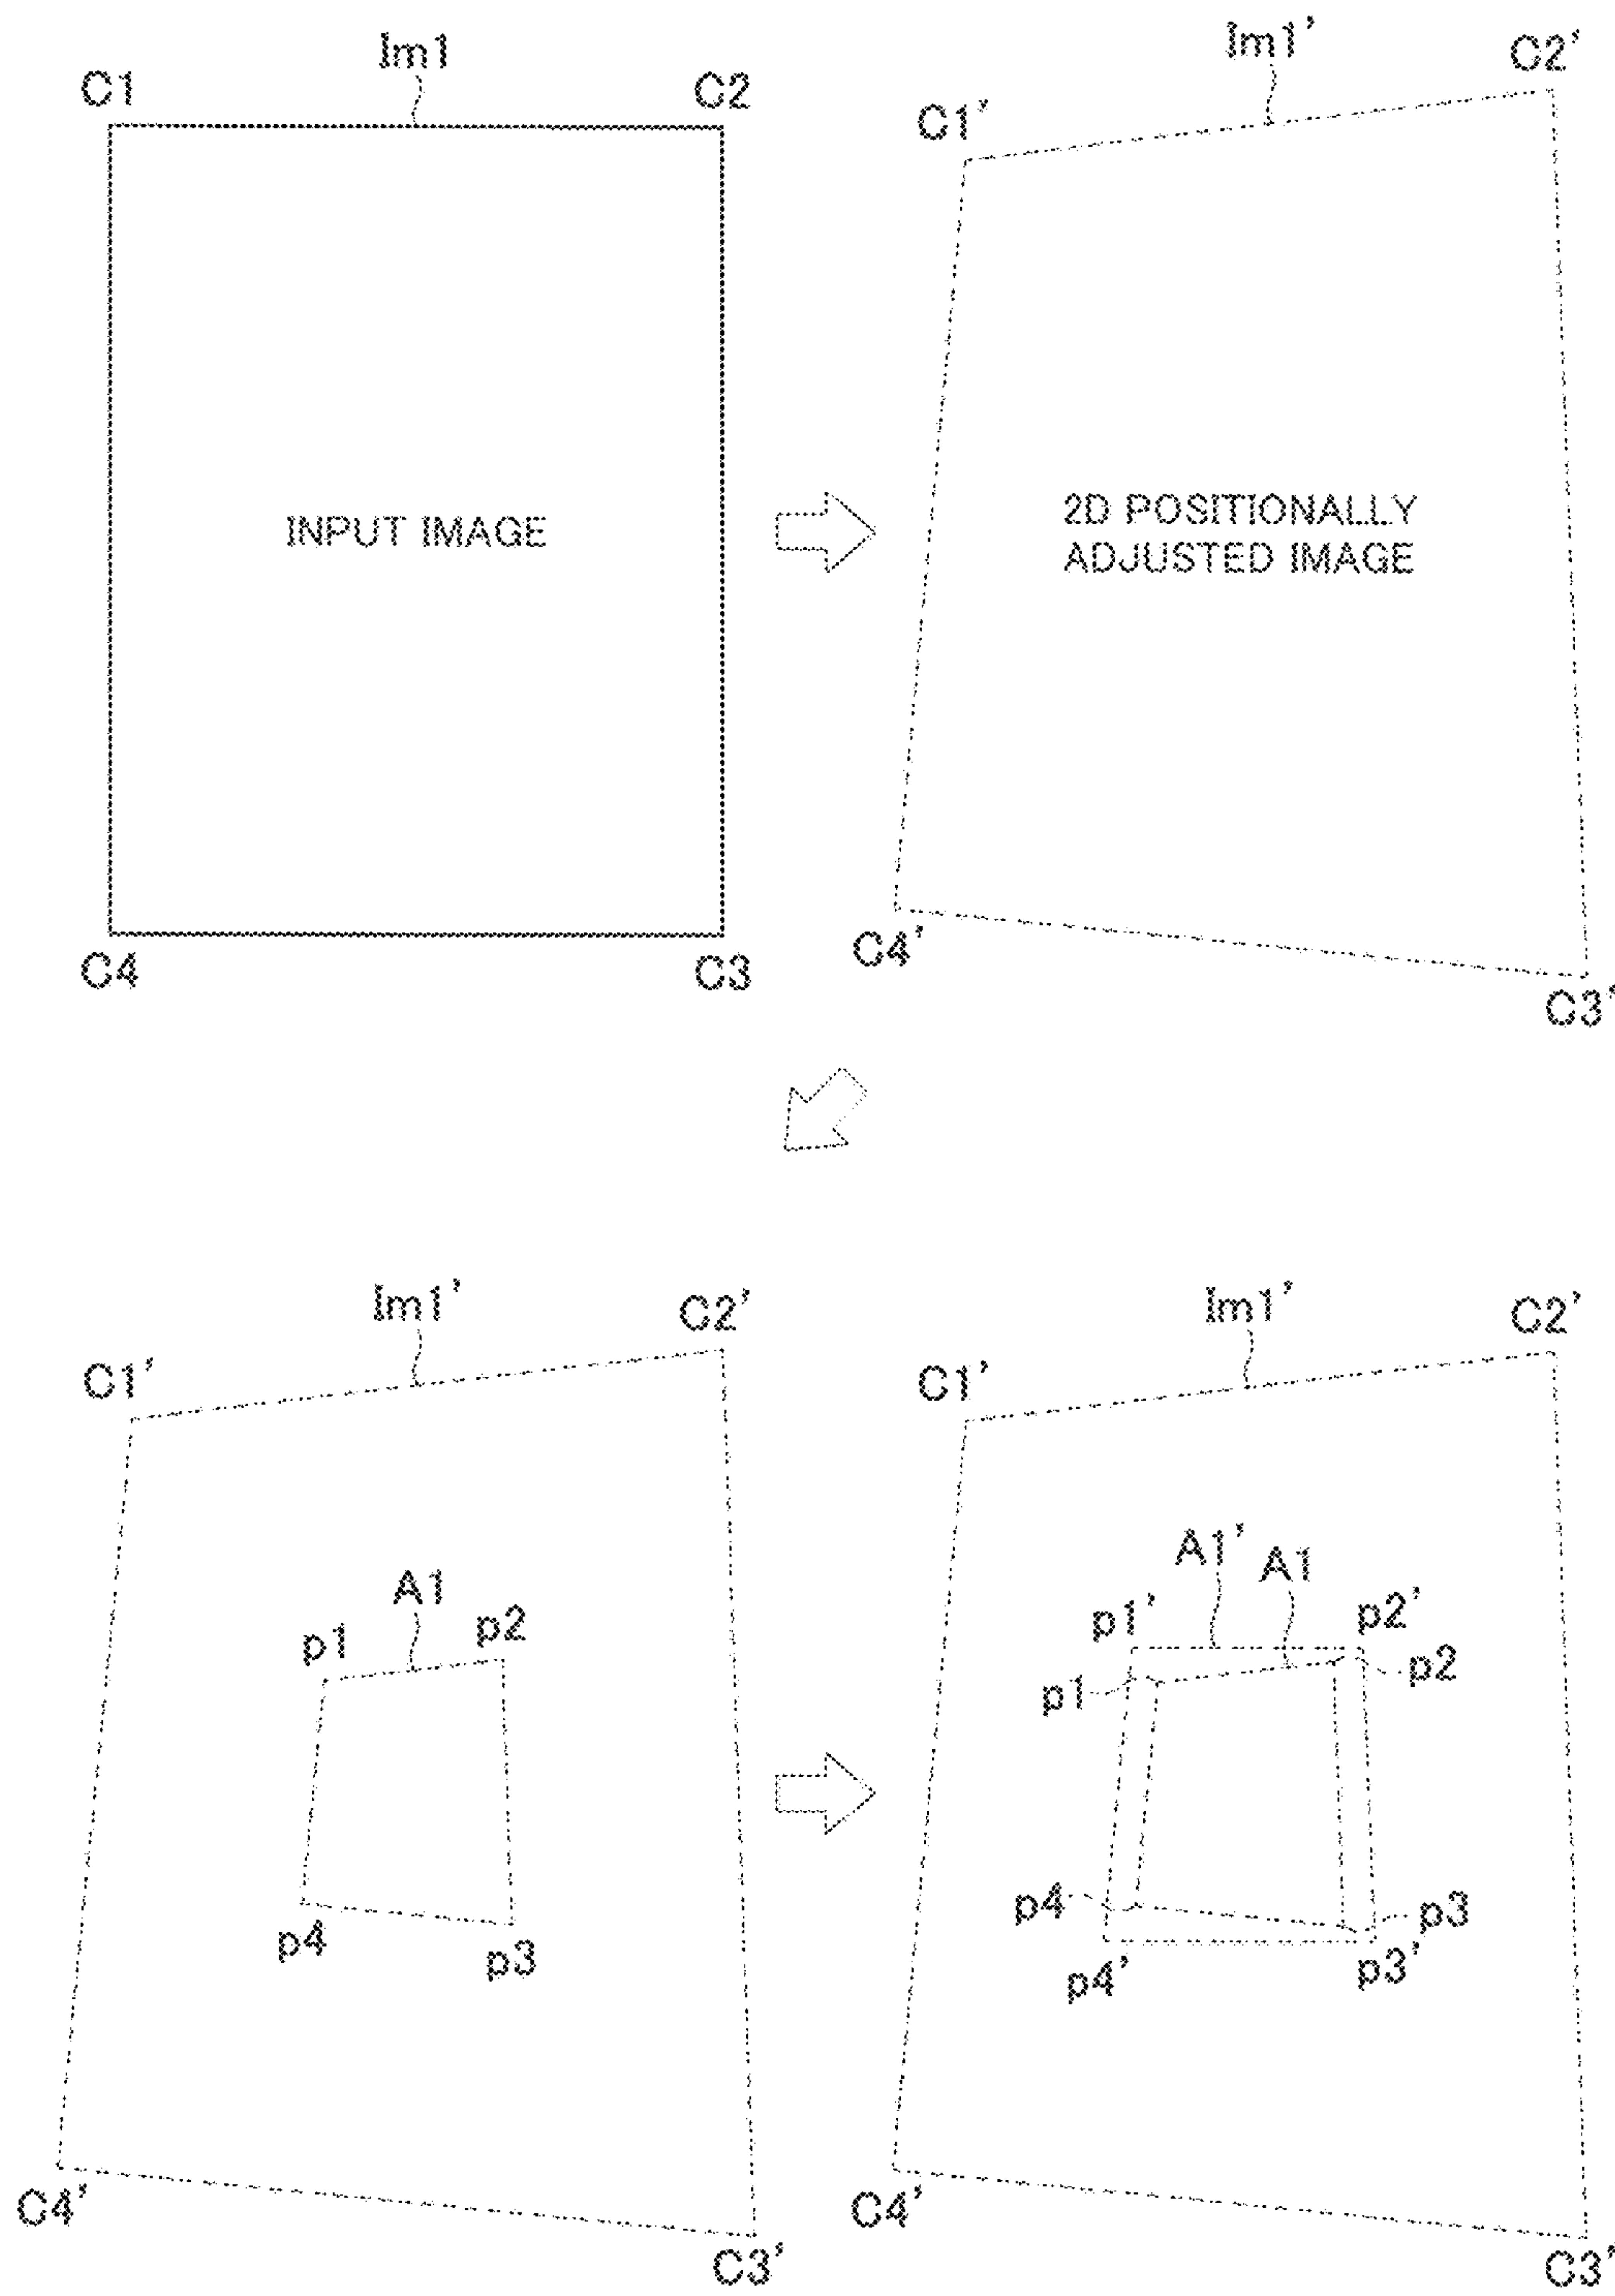 Im1
C1
C2
INPUT IMAGE
C4
C3
Im1'
C1'
C2'
2D POSITIONALLY
ADJUSTED IMAGE
C4'
C3'
Im1'
C1'
C2'
A1
p1
p2
p4
p3
C4'
C3'
Im1'
C1'
C2'
A1'
A1
p1'
p2'
p1
p2
p4
p3
p4'
p3'
C4'
C3'